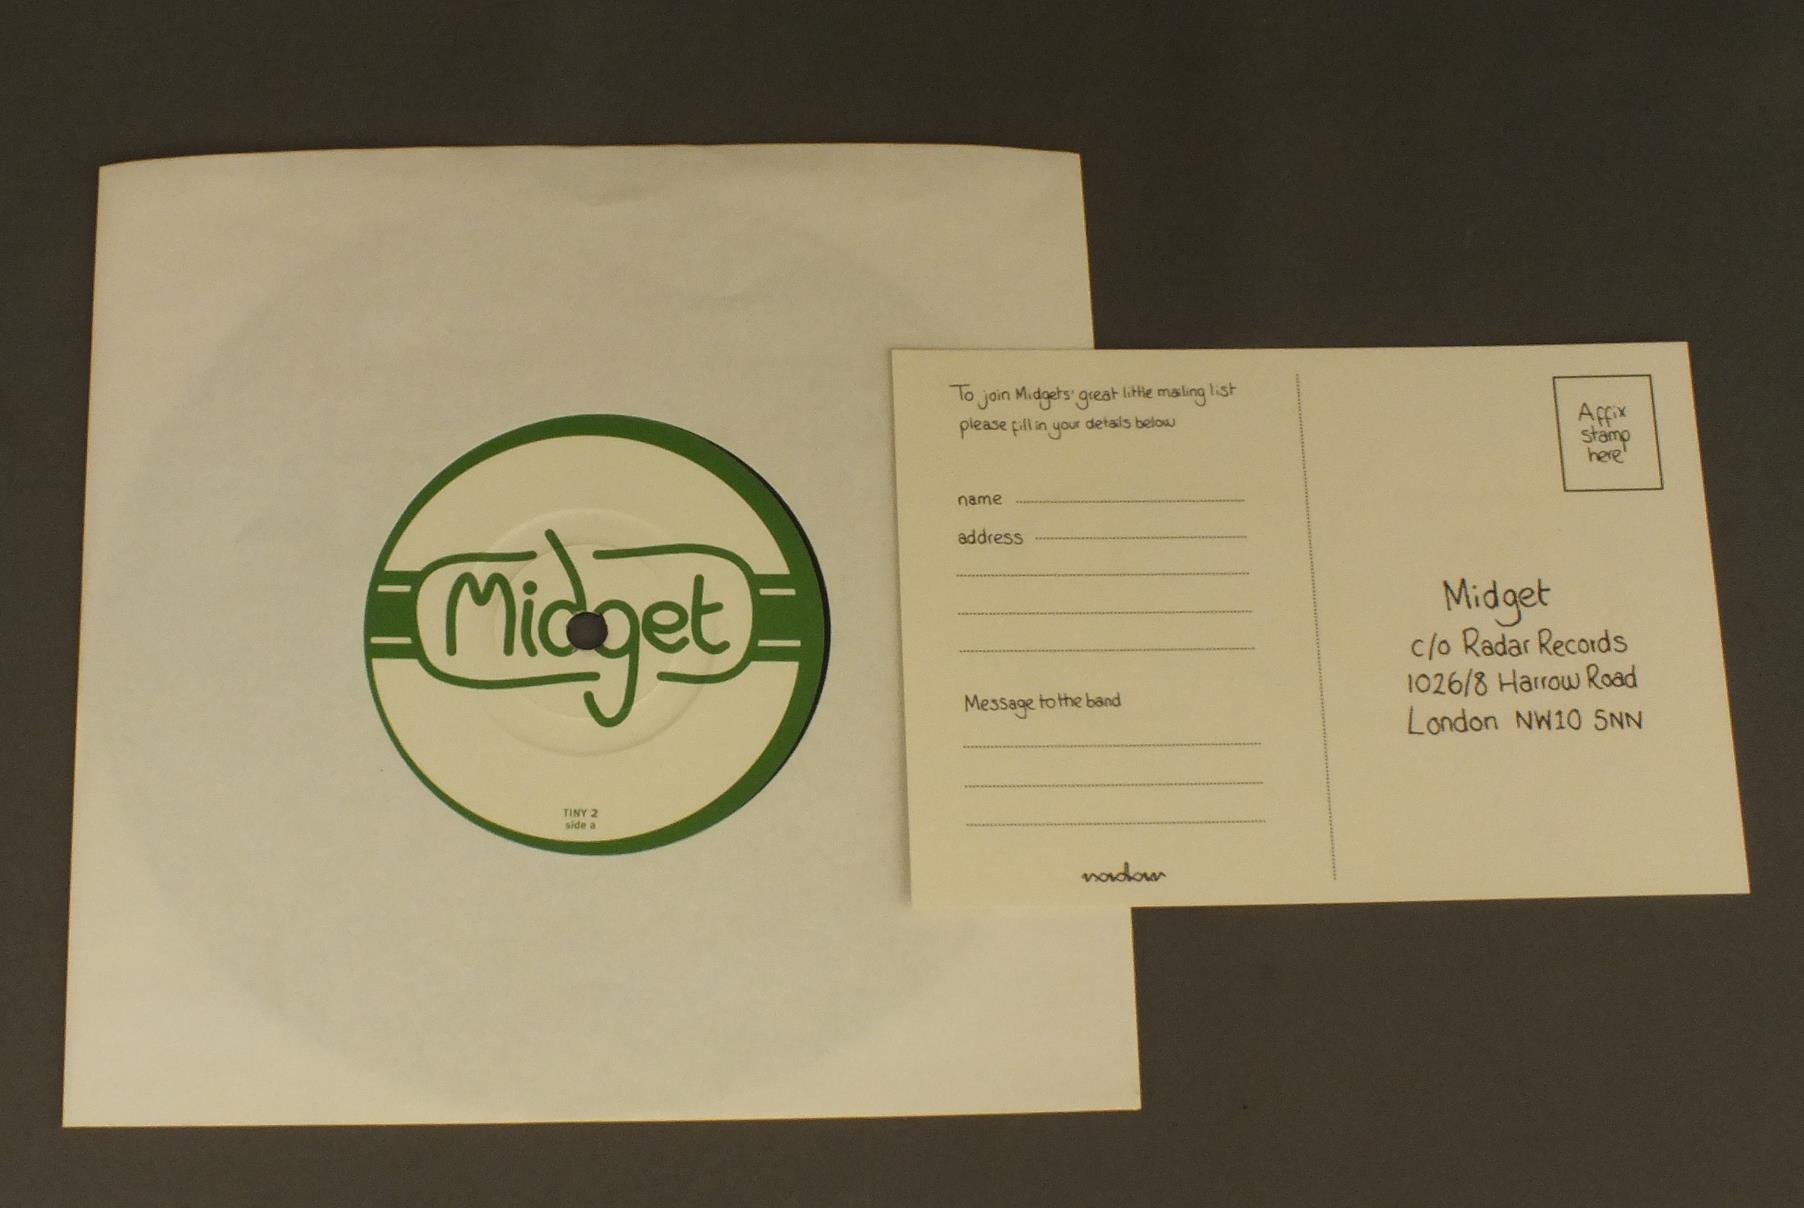 Midget
TINY 2
side a
To join Midgets' great little mailing list
please fill in your details below
name
address
Message to the band
radar
Affix
stamp
here
Midget
c/o Radar Records
1026/8 Harrow Road
London NW10 5NN